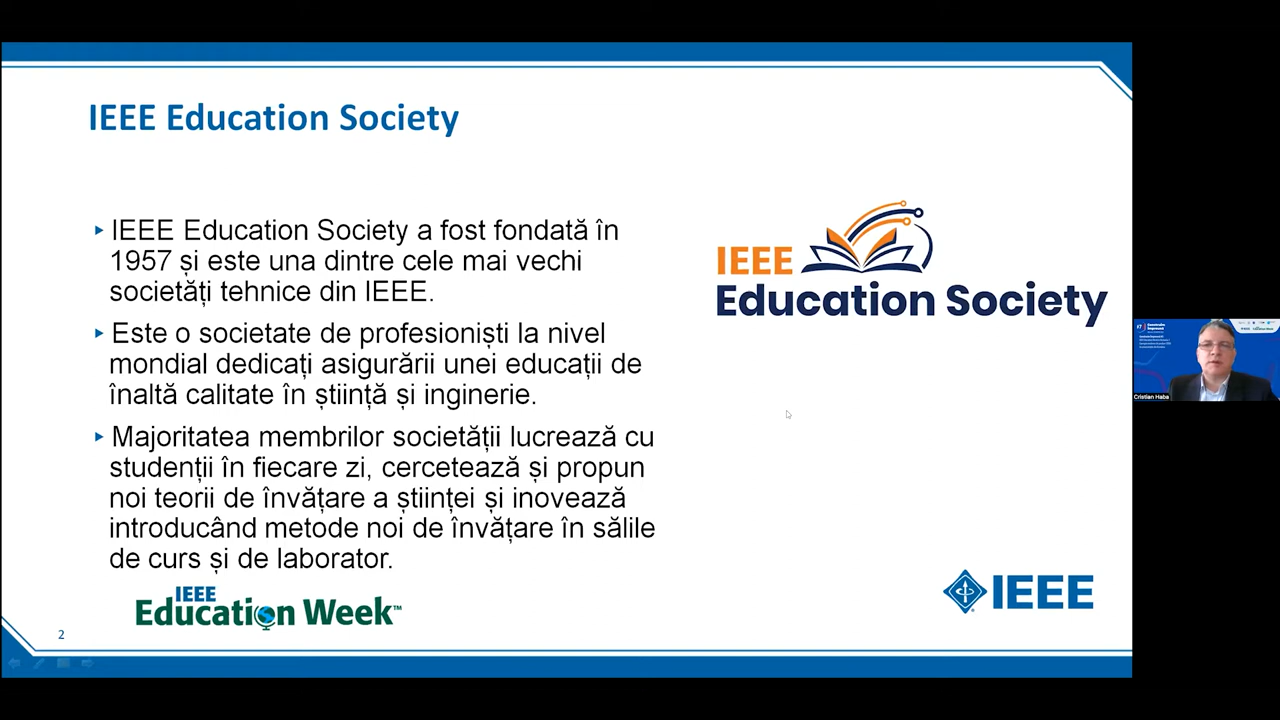 IEEE Education Society
IEEE Education Society a fost fondată în
1957 și este una dintre cele mai vechi
societăți tehnice din IEEE.
Este o societate de profesioniști la nivel
mondial dedicați asigurării unei educații de
înaltă calitate în știință și inginerie.
Majoritatea membrilor societății lucrează cu
studenții în fiecare zi, cercetează și propun
noi teorii de învățare a științei și inovează
introducând metode noi de învățare în sălile
de curs și de laborator.
IEEE
Education Society
IEEE
Education Week™
IEEE
2
Cristian Haba